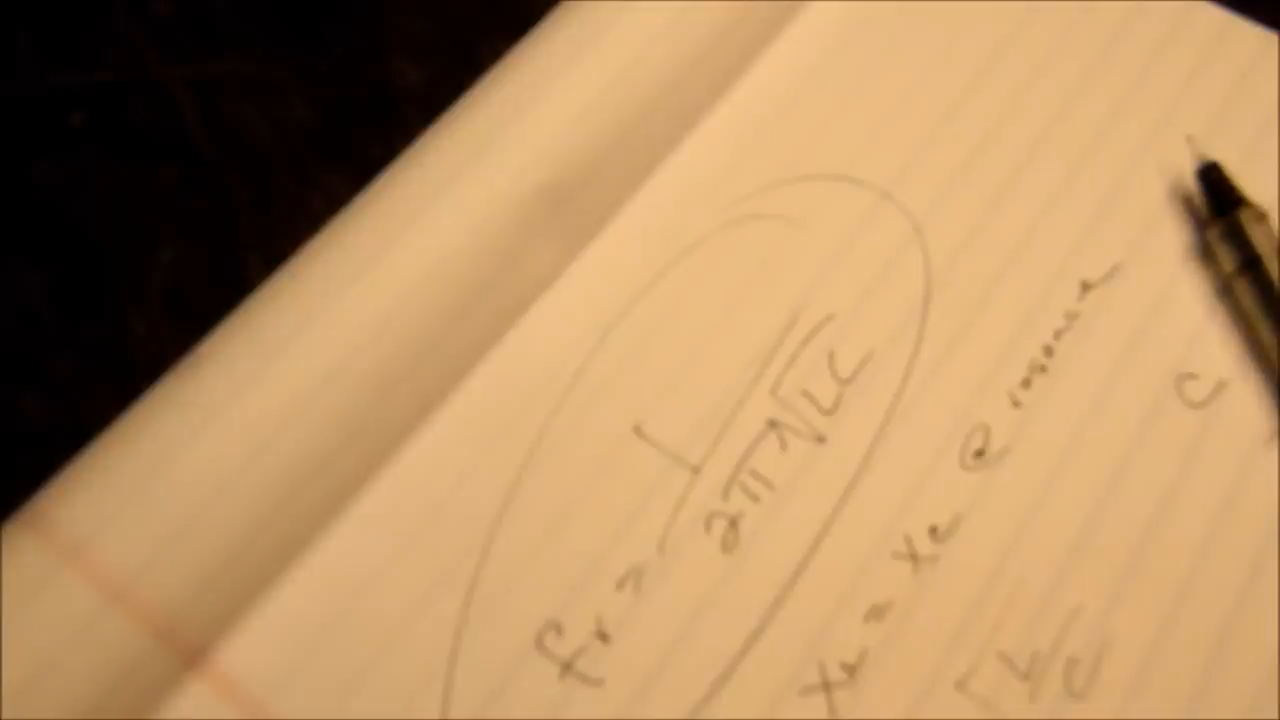 fr = 1 / 2π√LC
XL = Xc @ resonance
√L/C
C